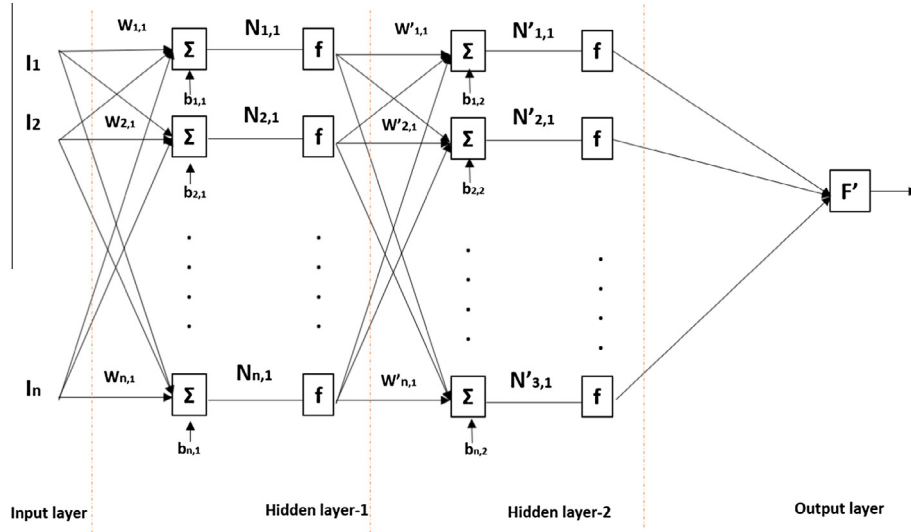 W1,1 N1,1 W'1,1 N'1,1
I1 Σ f Σ f
b1,1 b1,2
I2 W2,1 N2,1 W'2,1 N'2,1
Σ f Σ f
b2,1 b2,2
F'
In Wn,1 Nn,1 W'n,1 N'3,1
Σ f Σ f
bn,1 bn,2
Input layer Hidden layer-1 Hidden layer-2 Output layer